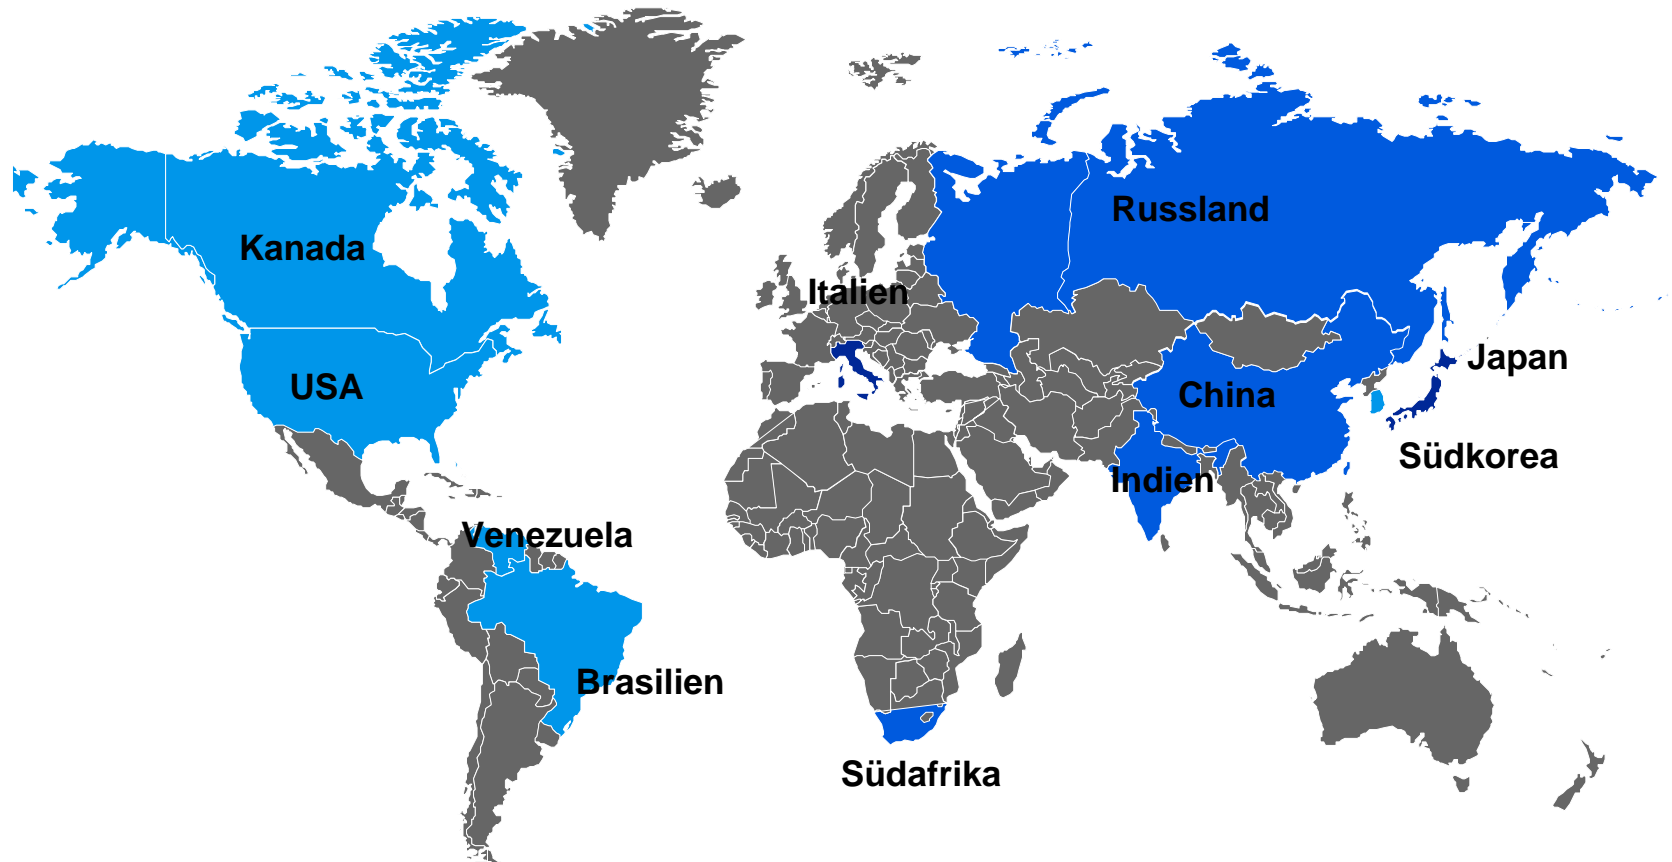 Russland
Kanada
Italien
Japan
USA
China
Südkorea
Indien
Venezuela
Brasilien
Südafrika